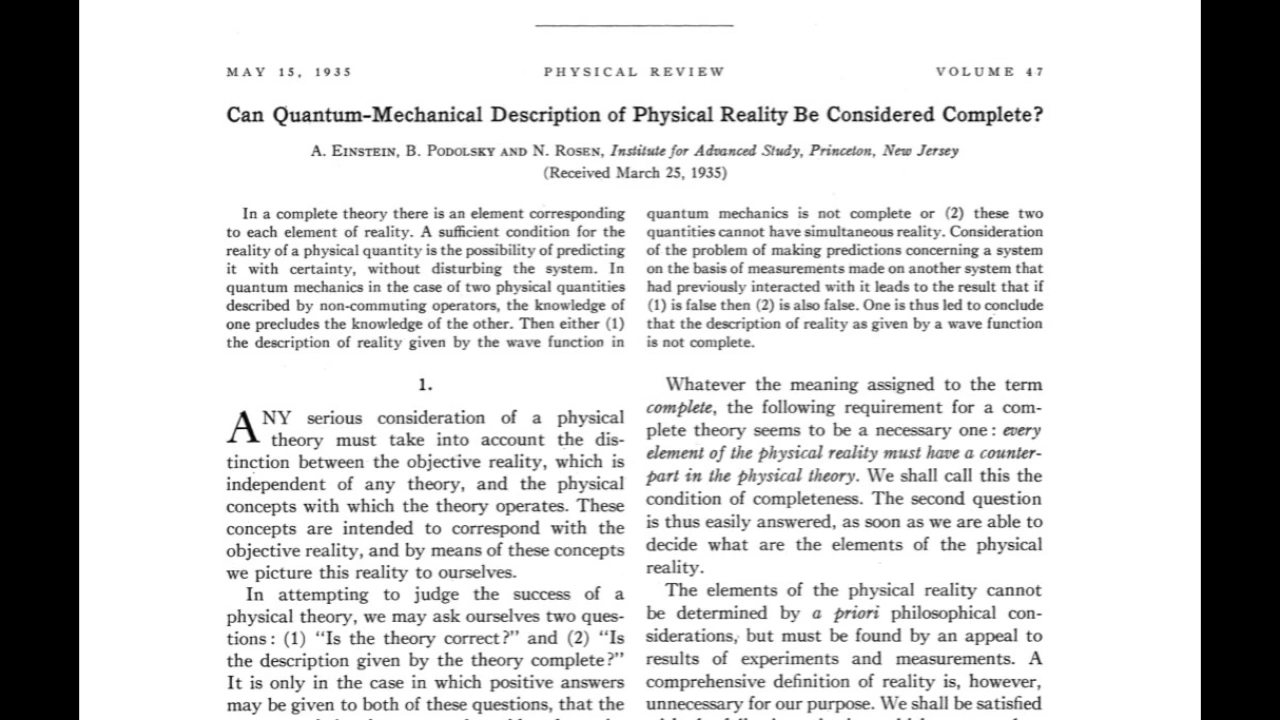 MAY 15, 1935 PHYSICAL REVIEW VOLUME 47
Can Quantum-Mechanical Description of Physical Reality Be Considered Complete?
A. EINSTEIN, B. PODOLSKY AND N. ROSEN, Institute for Advanced Study, Princeton, New Jersey
(Received March 25, 1935)
In a complete theory there is an element corresponding
to each element of reality. A sufficient condition for the
reality of a physical quantity is the possibility of predicting
it with certainty, without disturbing the system. In
quantum mechanics in the case of two physical quantities
described by non-commuting operators, the knowledge of
one precludes the knowledge of the other. Then either (1)
the description of reality given by the wave function in
quantum mechanics is not complete or (2) these two
quantities cannot have simultaneous reality. Consideration
of the problem of making predictions concerning a system
on the basis of measurements made on another system that
had previously interacted with it leads to the result that if
(1) is false then (2) is also false. One is thus led to conclude
that the description of reality as given by a wave function
is not complete.
1.
ANY serious consideration of a physical
theory must take into account the dis-
tinction between the objective reality, which is
independent of any theory, and the physical
concepts with which the theory operates. These
concepts are intended to correspond with the
objective reality, and by means of these concepts
we picture this reality to ourselves.
In attempting to judge the success of a
physical theory, we may ask ourselves two ques-
tions: (1) "Is the theory correct?" and (2) "Is
the description given by the theory complete?"
It is only in the case in which positive answers
may be given to both of these questions, that the
Whatever the meaning assigned to the term
complete, the following requirement for a com-
plete theory seems to be a necessary one: every
element of the physical reality must have a counter-
part in the physical theory. We shall call this the
condition of completeness. The second question
is thus easily answered, as soon as we are able to
decide what are the elements of the physical
reality.
The elements of the physical reality cannot
be determined by a priori philosophical con-
siderations, but must be found by an appeal to
results of experiments and measurements. A
comprehensive definition of reality is, however,
unnecessary for our purpose. We shall be satisfied